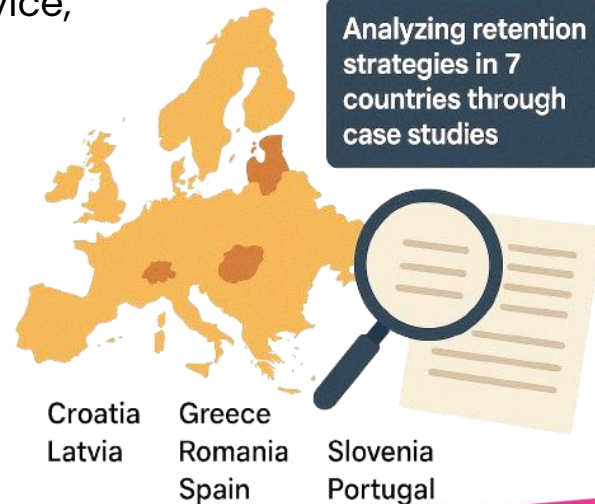 vice,
Analyzing retention
strategies in 7
countries through
case studies
Croatia Greece
Latvia Romania Slovenia
Spain Portugal